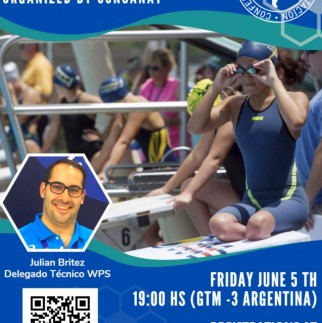 ORGANIZED BY CONSANAT
6
Julian Britez
Delegado Técnico WPS
FRIDAY JUNE 5 TH
19:00 HS (GTM -3 ARGENTINA)